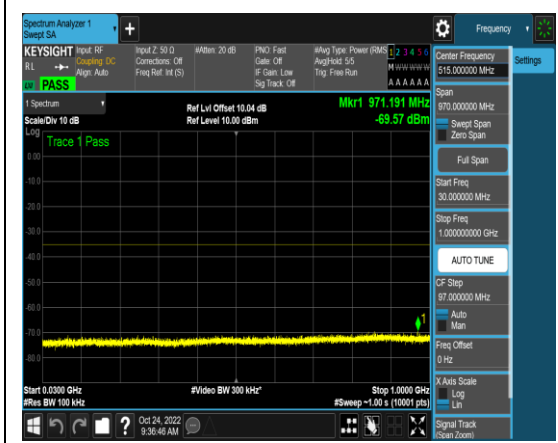 Spectrum Analyzer 1
Swept SA
Frequency
KEYSIGHT
RL
PASS
Input: RF
Coupling: DC
Align: Auto
Input Z: 50 Ω
Corrections: Off
Freq Ref: Int (S)
#Atten: 20 dB
PNO: Fast
Gate: Off
IF Gain: Low
Sig Track: Off
#Avg Type: Power (RMS
Avg|Hold: 5/5
Trig: Free Run
1 2 3 4 5 6
M W W W W W
A A A A A A
1 Spectrum
Scale/Div 10 dB
Ref Lvl Offset 10.04 dB
Ref Level 10.00 dBm
Mkr1 971.191 MHz
-69.57 dBm
Log
Trace 1 Pass
0.00
-10.0
-20.0
-30.0
-40.0
-50.0
-60.0
-70.0
-80.0
1
Start 0.0300 GHz
#Res BW 100 kHz
#Video BW 300 kHz*
Stop 1.0000 GHz
#Sweep ~1.00 s (10001 pts)
Oct 24, 2022
9:36:46 AM
Center Frequency
515.000000 MHz
Settings
Span
970.000000 MHz
Swept Span
Zero Span
Full Span
Start Freq
30.000000 MHz
Stop Freq
1.000000000 GHz
AUTO TUNE
CF Step
97.000000 MHz
Auto
Man
Freq Offset
0 Hz
X Axis Scale
Log
Lin
Signal Track
(Span Zoom)